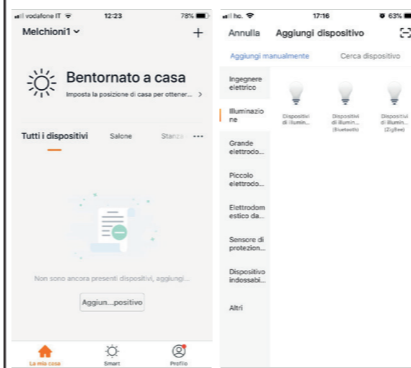 vodafone IT 12:23 78%
Melchioni1
Bentornato a casa
Imposta la posizione di casa per ottener...
Tutti i dispositivi Salone Stanza
Non sono ancora presenti dispositivi, aggiungi...
Aggiun...positivo
La mia casa Smart Profilo
ho. 17:16 63%
Annulla Aggiungi dispositivo
Aggiungi manualmente Cerca dispositivo
Ingegnere
elettrico
Illuminazio
ne
Grande
elettrodo...
Piccolo
elettrodo...
Elettrodom
estico da...
Sensore di
protezion...
Dispositivo
indossabi...
Altri
Dispositivi
di illumin...
Dispositivi
di illumin...
(Bluetooth)
Dispositivi
di illumin...
(ZigBee)